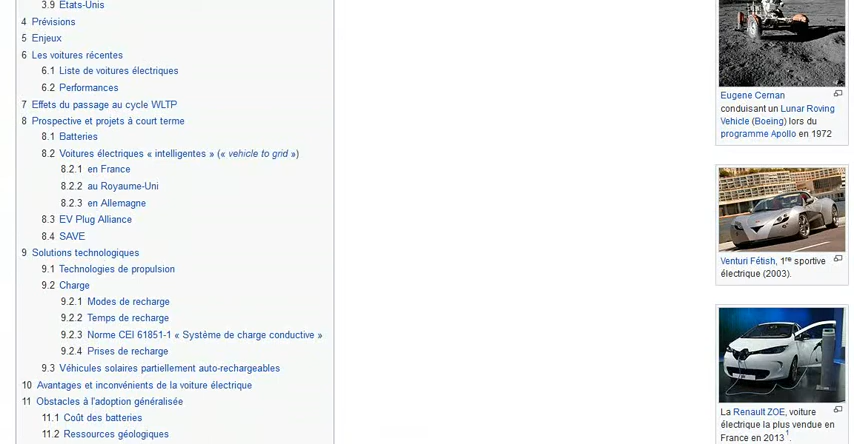 3.9 États-Unis
4 Prévisions
5 Enjeux
6 Les voitures récentes
6.1 Liste de voitures électriques
6.2 Performances
7 Effets du passage au cycle WLTP
8 Prospective et projets à court terme
8.1 Batteries
8.2 Voitures électriques « intelligentes » (« vehicle to grid »)
8.2.1 en France
8.2.2 au Royaume-Uni
8.2.3 en Allemagne
8.3 EV Plug Alliance
8.4 SAVE
9 Solutions technologiques
9.1 Technologies de propulsion
9.2 Charge
9.2.1 Modes de recharge
9.2.2 Temps de recharge
9.2.3 Norme CEI 61851-1 « Système de charge conductive »
9.2.4 Prises de recharge
9.3 Véhicules solaires partiellement auto-rechargeables
10 Avantages et inconvénients de la voiture électrique
11 Obstacles à l'adoption généralisée
11.1 Coût des batteries
11.2 Ressources géologiques
Eugene Cernan
conduisant un Lunar Roving
Vehicle (Boeing) lors du
programme Apollo en 1972
Venturi Fétish, 1re sportive
électrique (2003).
La Renault ZOE, voiture
électrique la plus vendue en
France en 2013 1.